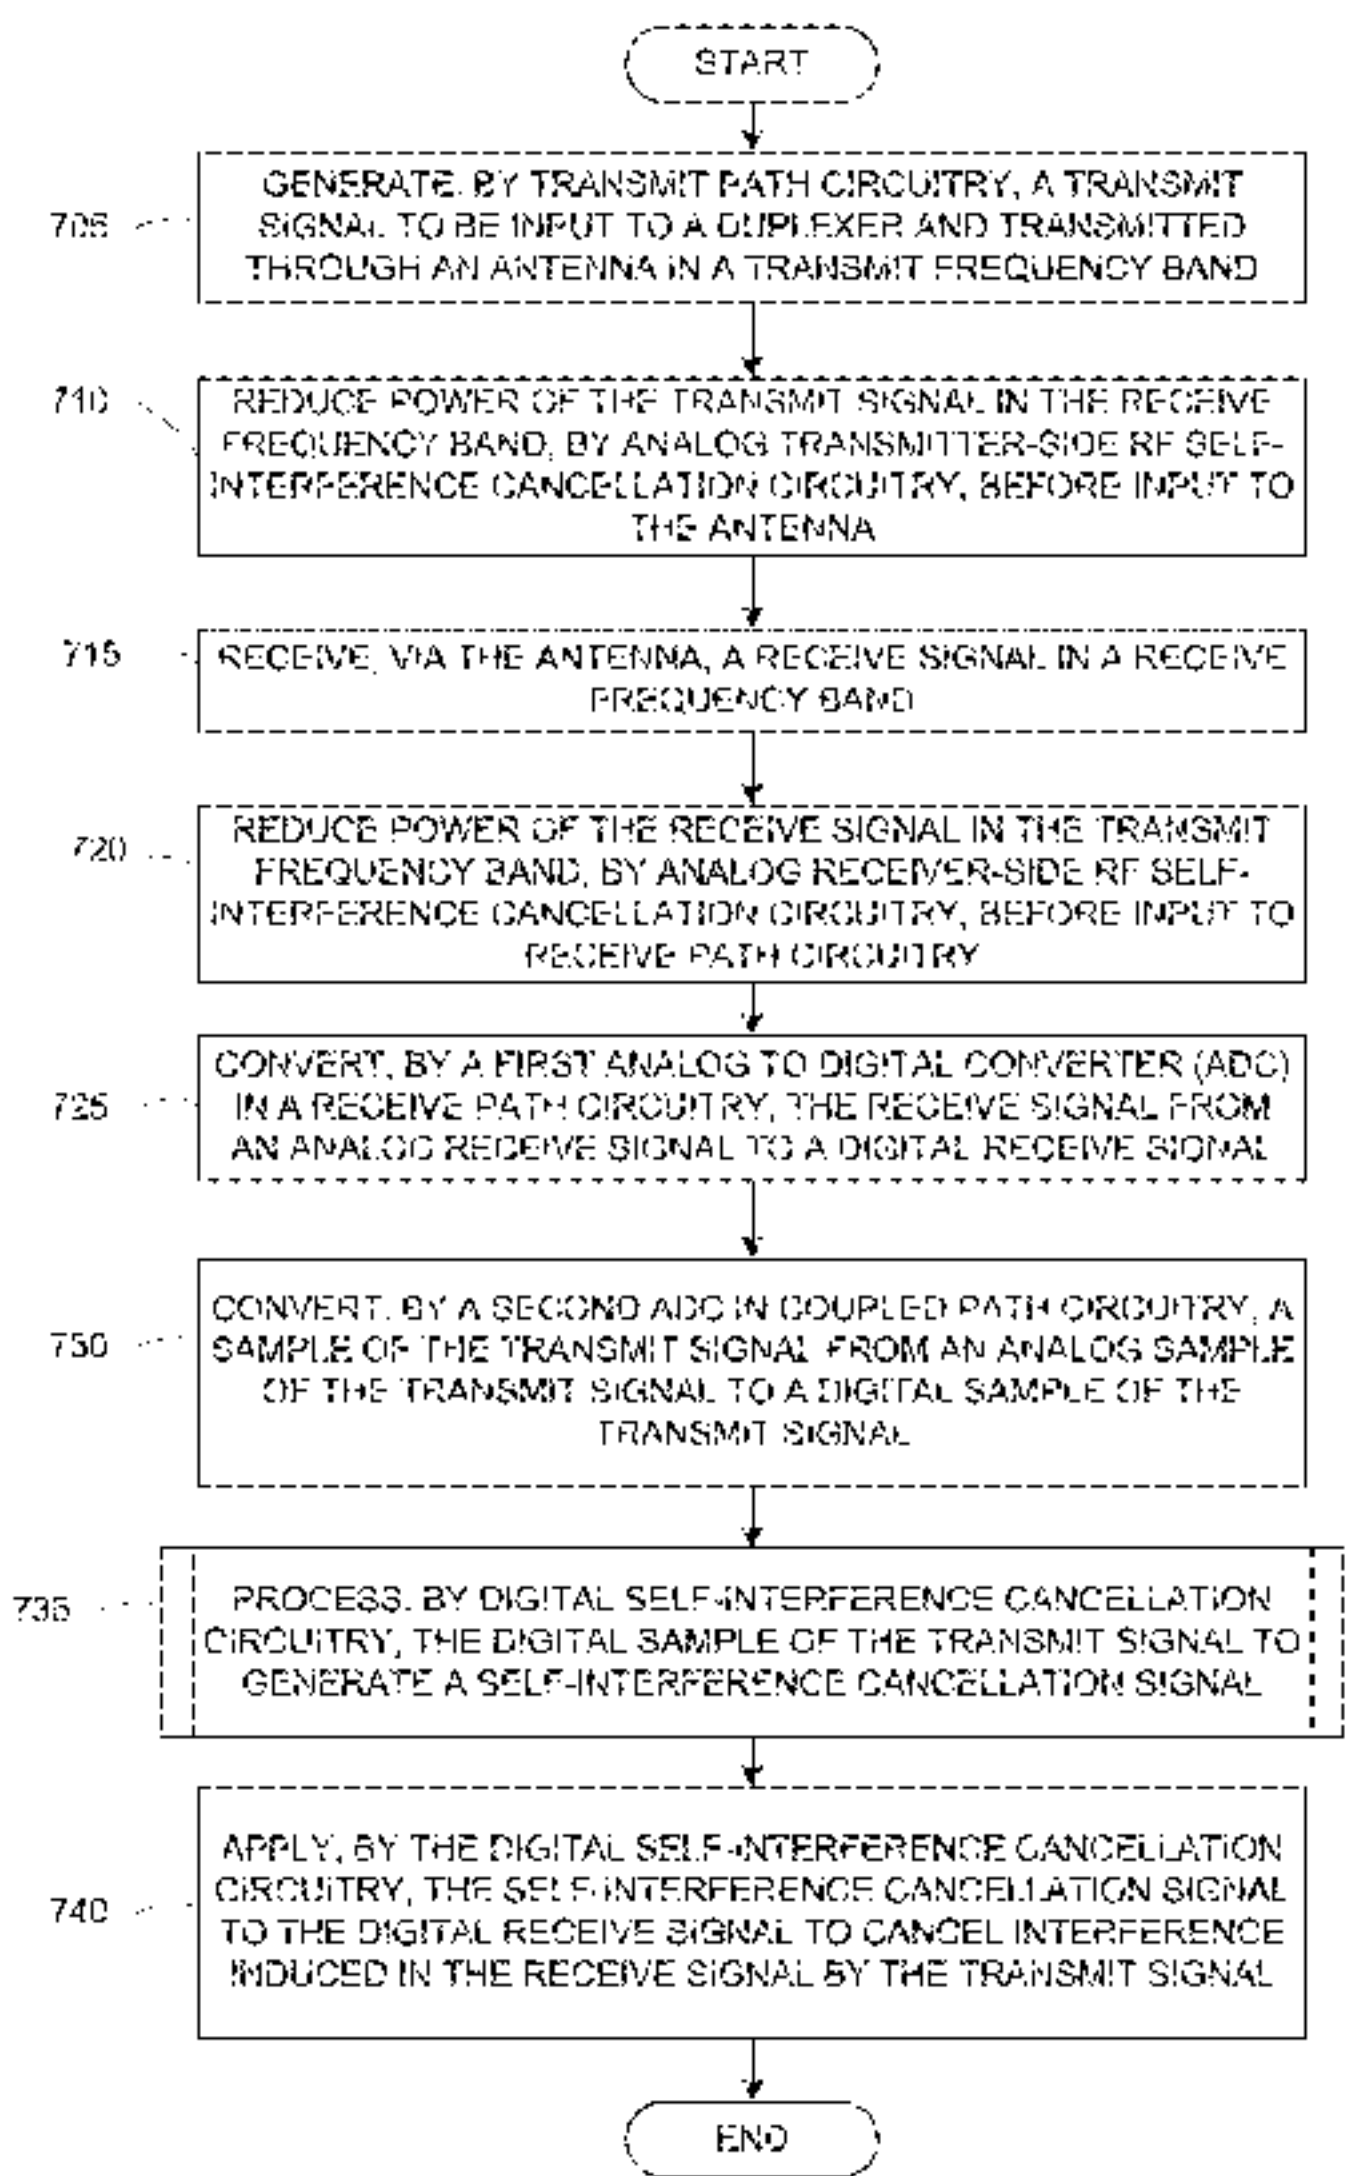 START
705
GENERATE, BY TRANSMIT PATH CIRCUITRY, A TRANSMIT
SIGNAL TO BE INPUT TO A DUPLEXER AND TRANSMITTED
THROUGH AN ANTENNA IN A TRANSMIT FREQUENCY BAND
710
REDUCE POWER OF THE TRANSMIT SIGNAL IN THE RECEIVE
FREQUENCY BAND, BY ANALOG TRANSMITTER-SIDE RF SELF-
INTERFERENCE CANCELLATION CIRCUITRY, BEFORE INPUT TO
THE ANTENNA
715
RECEIVE, VIA THE ANTENNA, A RECEIVE SIGNAL IN A RECEIVE
FREQUENCY BAND
720
REDUCE POWER OF THE RECEIVE SIGNAL IN THE TRANSMIT
FREQUENCY BAND, BY ANALOG RECEIVER-SIDE RF SELF-
INTERFERENCE CANCELLATION CIRCUITRY, BEFORE INPUT TO
RECEIVE PATH CIRCUITRY
725
CONVERT, BY A FIRST ANALOG TO DIGITAL CONVERTER (ADC)
IN A RECEIVE PATH CIRCUITRY, THE RECEIVE SIGNAL FROM
AN ANALOG RECEIVE SIGNAL TO A DIGITAL RECEIVE SIGNAL
730
CONVERT, BY A SECOND ADC IN COUPLED PATH CIRCUITRY, A
SAMPLE OF THE TRANSMIT SIGNAL FROM AN ANALOG SAMPLE
OF THE TRANSMIT SIGNAL TO A DIGITAL SAMPLE OF THE
TRANSMIT SIGNAL
735
PROCESS, BY DIGITAL SELF-INTERFERENCE CANCELLATION
CIRCUITRY, THE DIGITAL SAMPLE OF THE TRANSMIT SIGNAL TO
GENERATE A SELF-INTERFERENCE CANCELLATION SIGNAL
740
APPLY, BY THE DIGITAL SELF-INTERFERENCE CANCELLATION
CIRCUITRY, THE SELF-INTERFERENCE CANCELLATION SIGNAL
TO THE DIGITAL RECEIVE SIGNAL TO CANCEL INTERFERENCE
INDUCED IN THE RECEIVE SIGNAL BY THE TRANSMIT SIGNAL
END